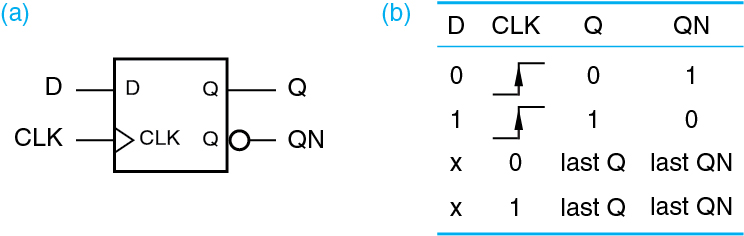 (a)
D D Q Q
CLK CLK Q QN
(b)
D CLK Q QN
0 0 1
1 1 0
x 0 last Q last QN
x 1 last Q last QN